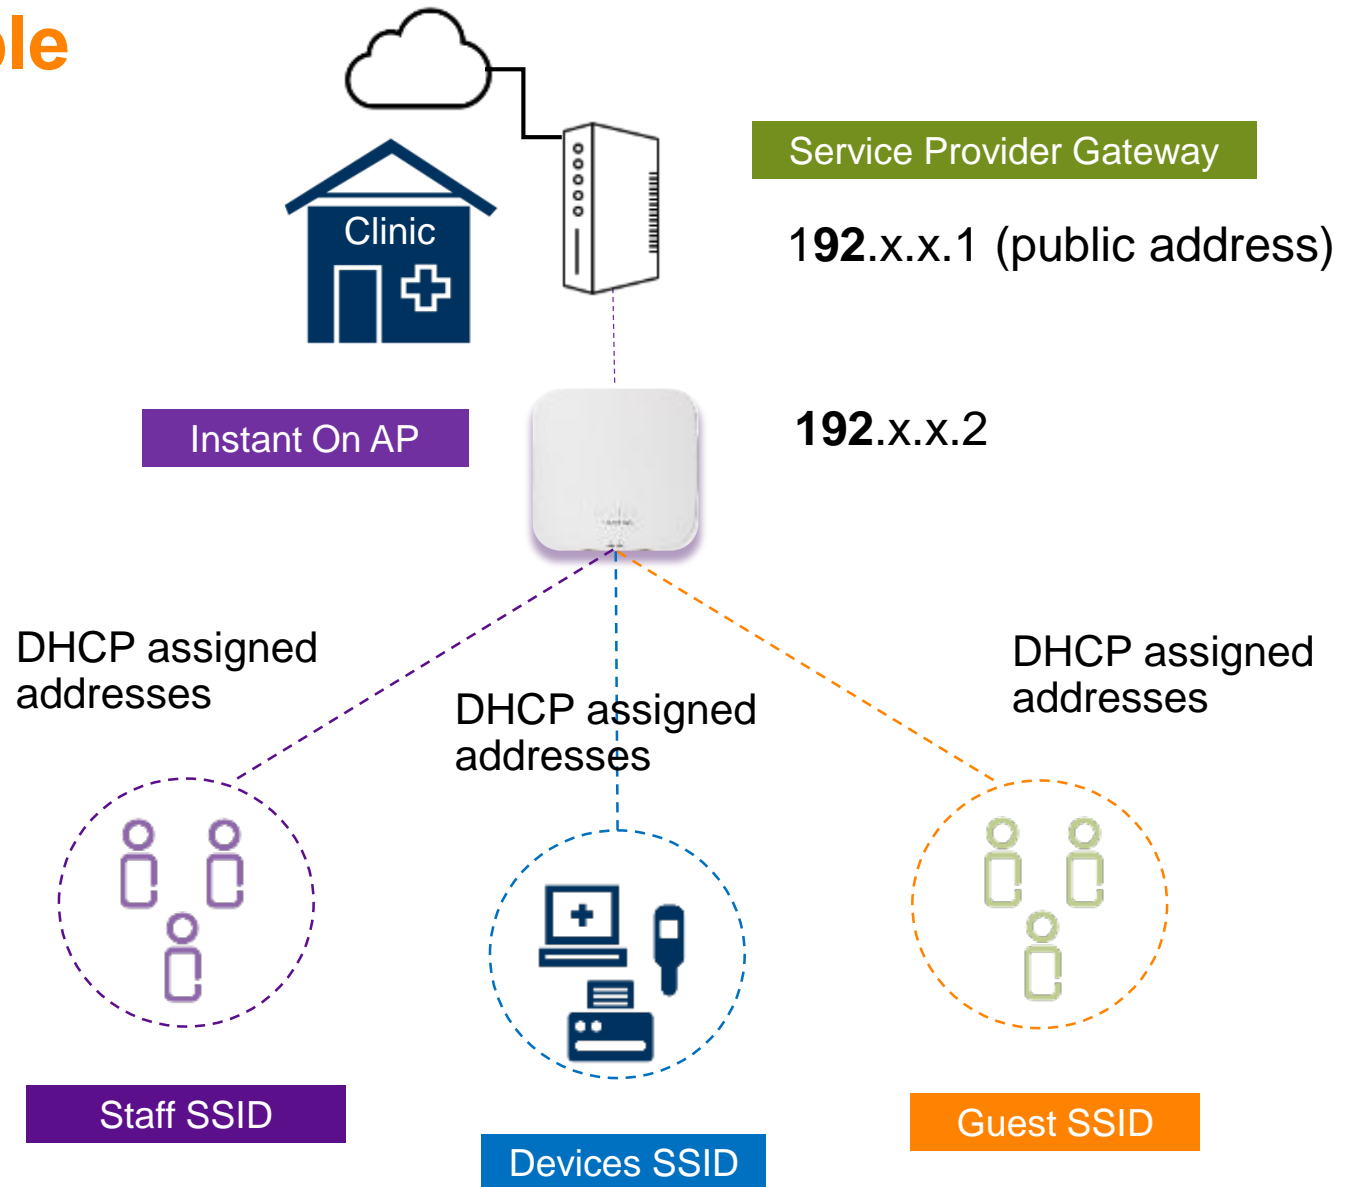 ple
Service Provider Gateway
Clinic
192.x.x.1 (public address)
Instant On AP
192.x.x.2
DHCP assigned
addresses
DHCP assigned
addresses
DHCP assigned
addresses
Staff SSID
Devices SSID
Guest SSID